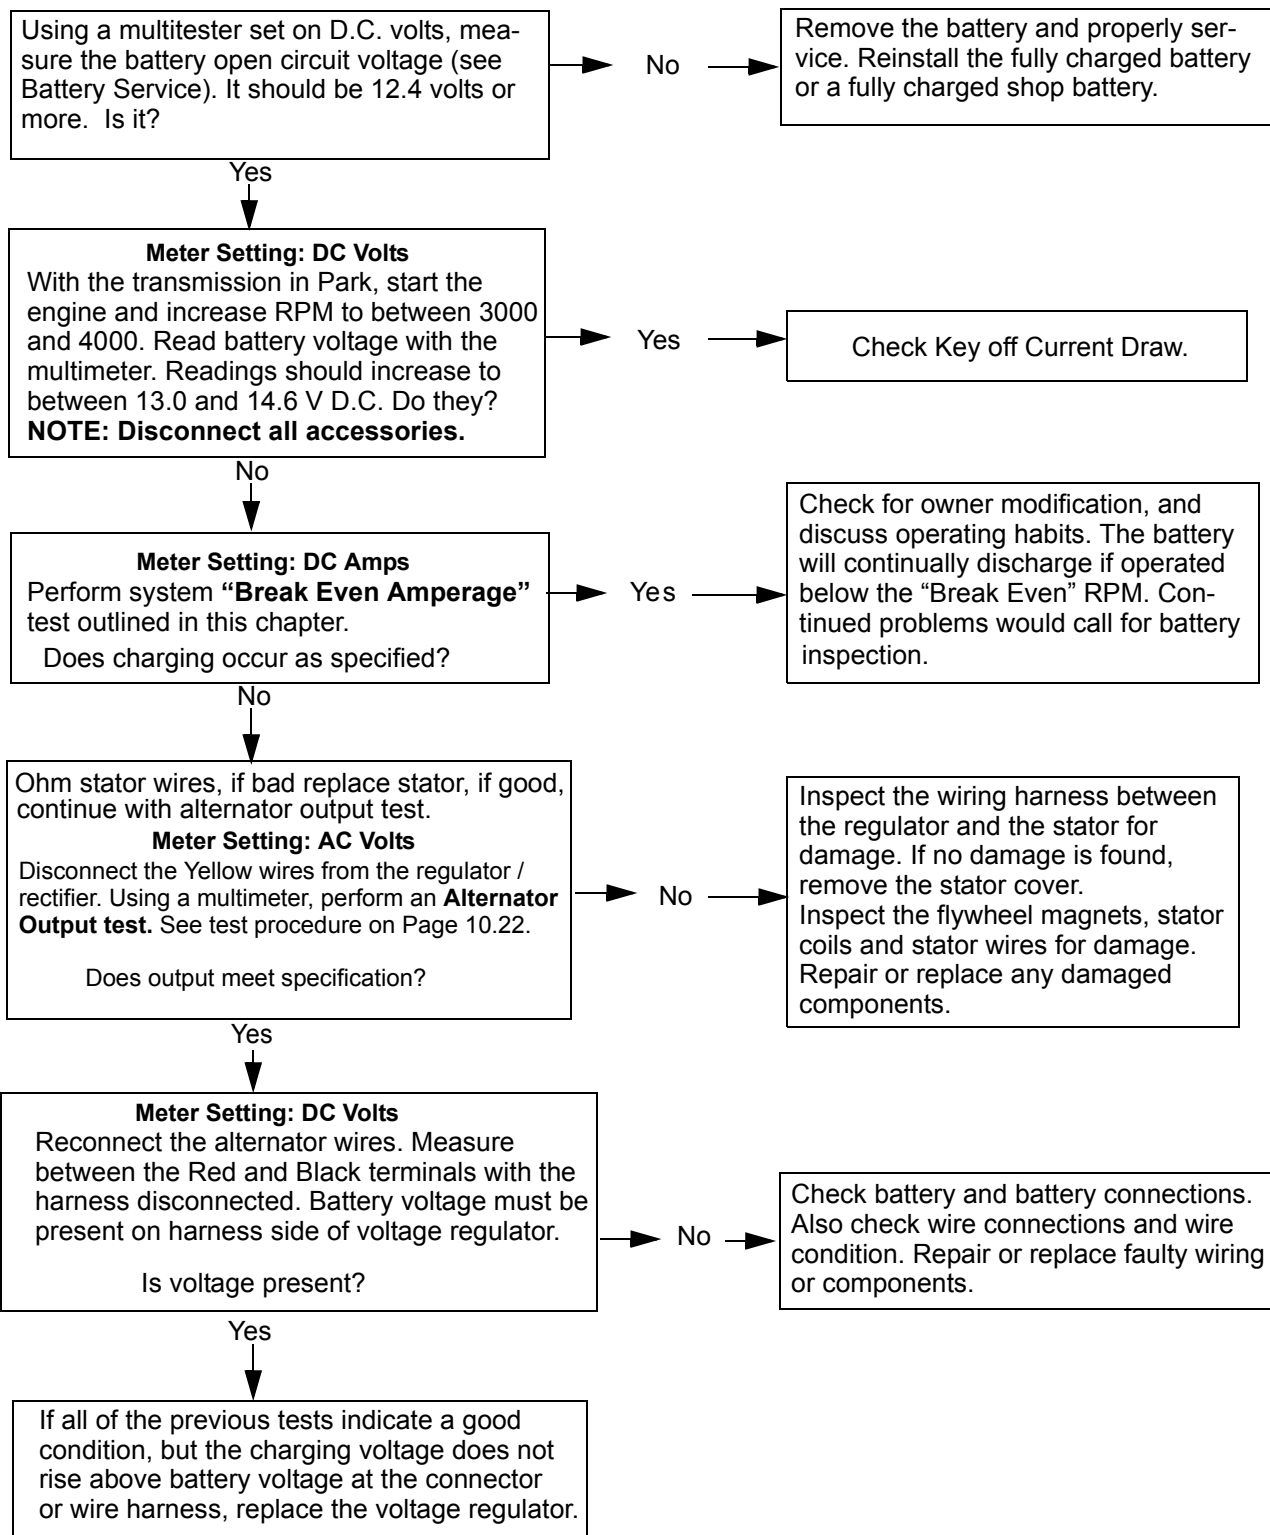 Using a multitester set on D.C. volts, mea-
sure the battery open circuit voltage (see
Battery Service). It should be 12.4 volts or
more.  Is it?
No
Remove the battery and properly ser-
vice. Reinstall the fully charged battery
or a fully charged shop battery.
Yes
Meter Setting: DC Volts
With the transmission in Park, start the
engine and increase RPM to between 3000
and 4000. Read battery voltage with the
multimeter. Readings should increase to
between 13.0 and 14.6 V D.C. Do they?
NOTE: Disconnect all accessories.
Yes
Check Key off Current Draw.
No
Meter Setting: DC Amps
Perform system “Break Even Amperage”
test outlined in this chapter.
Does charging occur as specified?
Yes
Check for owner modification, and
discuss operating habits. The battery
will continually discharge if operated
below the “Break Even” RPM. Con-
tinued problems would call for battery
inspection.
No
Ohm stator wires, if bad replace stator, if good,
continue with alternator output test.
Meter Setting: AC Volts
Disconnect the Yellow wires from the regulator /
rectifier. Using a multimeter, perform an Alternator
Output test. See test procedure on Page 10.22.
Does output meet specification?
No
Inspect the wiring harness between
the regulator and the stator for
damage. If no damage is found,
remove the stator cover.
Inspect the flywheel magnets, stator
coils and stator wires for damage.
Repair or replace any damaged
components.
Yes
Meter Setting: DC Volts
Reconnect the alternator wires. Measure
between the Red and Black terminals with the
harness disconnected. Battery voltage must be
present on harness side of voltage regulator.
Is voltage present?
No
Check battery and battery connections.
Also check wire connections and wire
condition. Repair or replace faulty wiring
or components.
Yes
If all of the previous tests indicate a good
condition, but the charging voltage does not
rise above battery voltage at the connector
or wire harness, replace the voltage regulator.